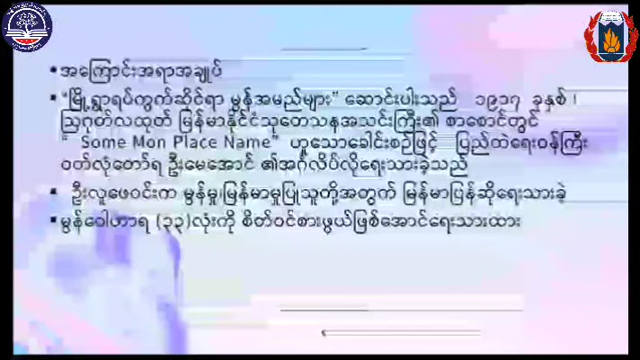 ▪အကြောင်းအရာအချုပ်
▪“မြို့ရွာရပ်ကွက်ဆိုင်ရာ မွန်အမည်များ” ဆောင်းပါးသည် ၁၉၁၇ ခုနှစ် ၊
ဩဂုတ်လထုတ် မြန်မာနိုင်ငံသုတေသနအသင်းကြီး၏ စာစောင်တွင်
“ Some Mon Place Name” ဟူသောခေါင်းစဉ်ဖြင့် ပြည်ထဲရေးဝန်ကြီး
ဝတ်လုံတော်ရ ဦးမေအောင် ၏အင်္ဂလိပ်လိုရေးသားခဲ့သည်
▪ ဦးလူဖေဝင်းက မွန်မှုမြန်မာမှုပြုသူတို့အတွက် မြန်မာပြန်ဆိုရေးသားခဲ့
▪မွန်ဝေါဟာရ (၃၃)လုံးကို စိတ်ဝင်စားဖွယ်ဖြစ်အောင်ရေးသားထား